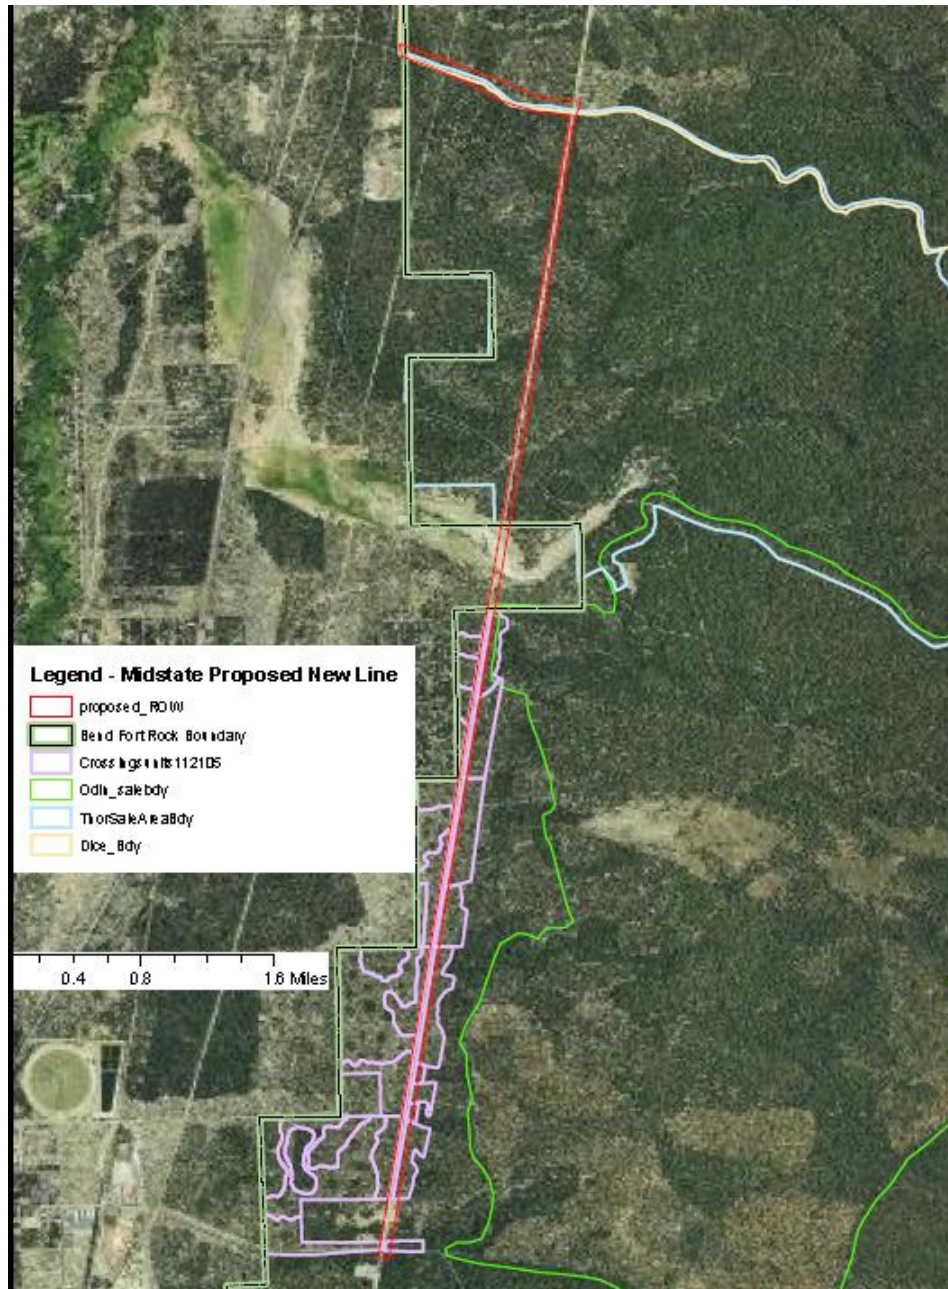 Legend - Midstate Proposed New Line
proposed_ROW
Bend Fort Rock Boundary
Crossingsunits112105
Odin_salebdy
ThorSaleAreaBdy
Dice_Bdy
0.4 0.8 1.6 Miles